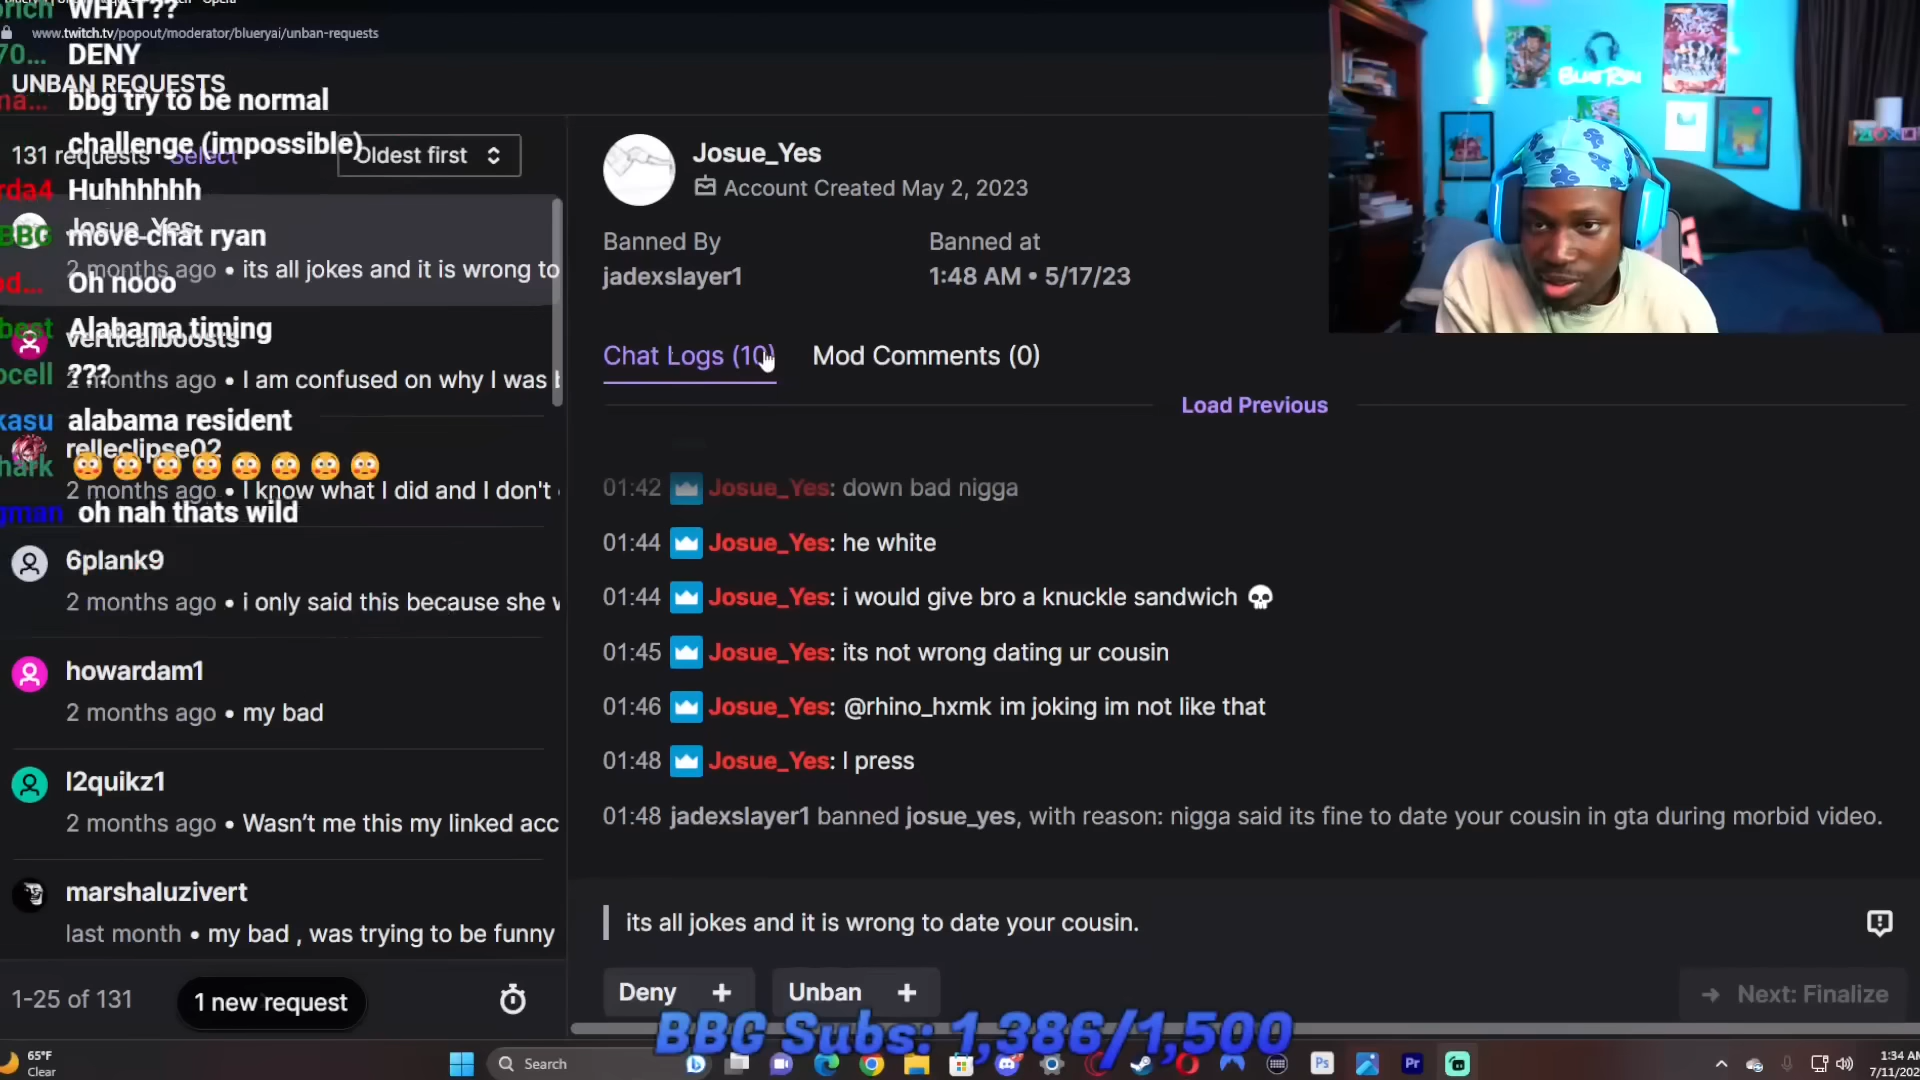 WHAT??
www.twitch.tv/popout/moderator/blueryai/unban-requests
70... DENY
UNBAN REQUESTS
bbg try to be normal
challenge (impossible)
131 requests Select
Oldest first
rda4 Huhhhhhh
Josue_Yes
BBG move chat ryan
2 months ago • its all jokes and it is wrong to
Oh nooo
Alabama timing
verticalboosts
???
2 months ago • I am confused on why I was b
kasu alabama resident
relleclipse02
hark 😳 😳 😳 😳 😳 😳 😳 😳
2 months ago • I know what I did and I don't
gman oh nah thats wild
6plank9
2 months ago • i only said this because she w
howardam1
2 months ago • my bad
l2quikz1
2 months ago • Wasn't me this my linked acc
marshaluzivert
last month • my bad , was trying to be funny
1-25 of 131
1 new request
Josue_Yes
Account Created May 2, 2023
Banned By
jadexslayer1
Banned at
1:48 AM • 5/17/23
Chat Logs (10)
Mod Comments (0)
Load Previous
01:42 Josue_Yes: down bad nigga
01:44 Josue_Yes: he white
01:44 Josue_Yes: i would give bro a knuckle sandwich 💀
01:45 Josue_Yes: its not wrong dating ur cousin
01:46 Josue_Yes: @rhino_hxmk im joking im not like that
01:48 Josue_Yes: I press
01:48 jadexslayer1 banned josue_yes, with reason: nigga said its fine to date your cousin in gta during morbid video.
its all jokes and it is wrong to date your cousin.
Deny +
Unban +
Next: Finalize
BBG Subs: 1,386/1,500
65°F
Clear
Search
Ps
Pr
1:34 AM
7/11/202